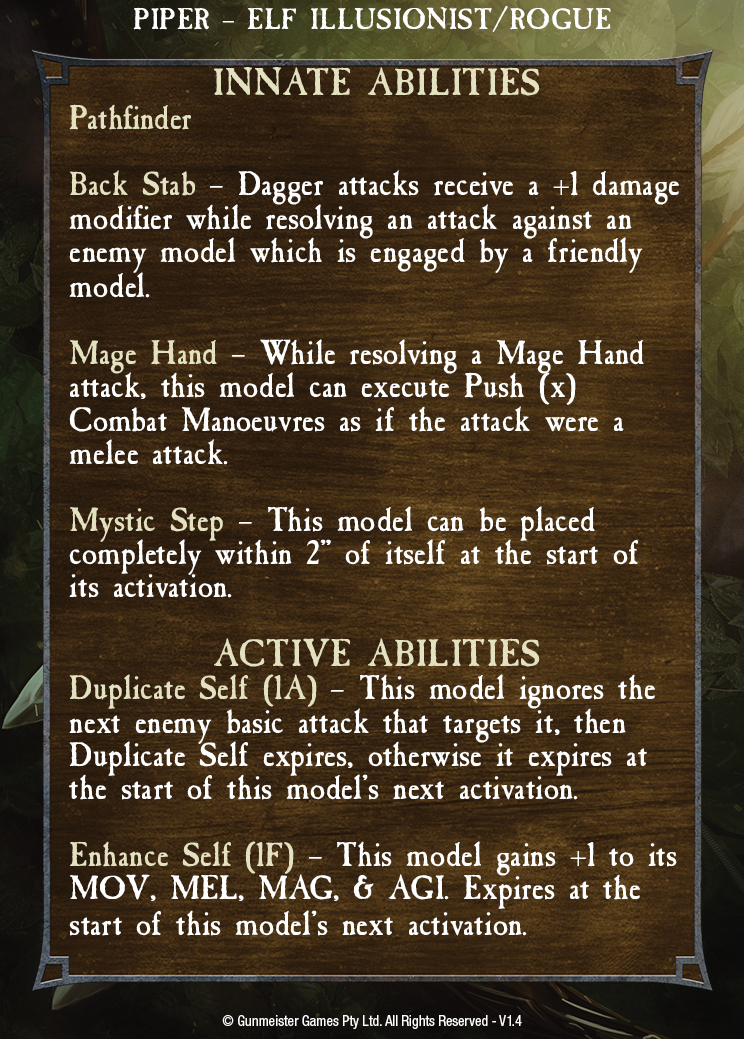 PIPER – ELF ILLUSIONIST/ROGUE
INNATE ABILITIES
Pathfinder
Back Stab – Dagger attacks receive a +1 damage
modifier while resolving an attack against an
enemy model which is engaged by a friendly
model.
Mage Hand – While resolving a Mage Hand
attack, this model can execute Push (x)
Combat Manoeuvres as if the attack were a
melee attack.
Mystic Step – This model can be placed
completely within 2” of itself at the start of
its activation.
ACTIVE ABILITIES
Duplicate Self (1A) – This model ignores the
next enemy basic attack that targets it, then
Duplicate Self expires, otherwise it expires at
the start of this model’s next activation.
Enhance Self (1F) – This model gains +1 to its
MOV, MEL, MAG, & AGI. Expires at the
start of this model’s next activation.
© Gunmeister Games Pty Ltd. All Rights Reserved - V1.4